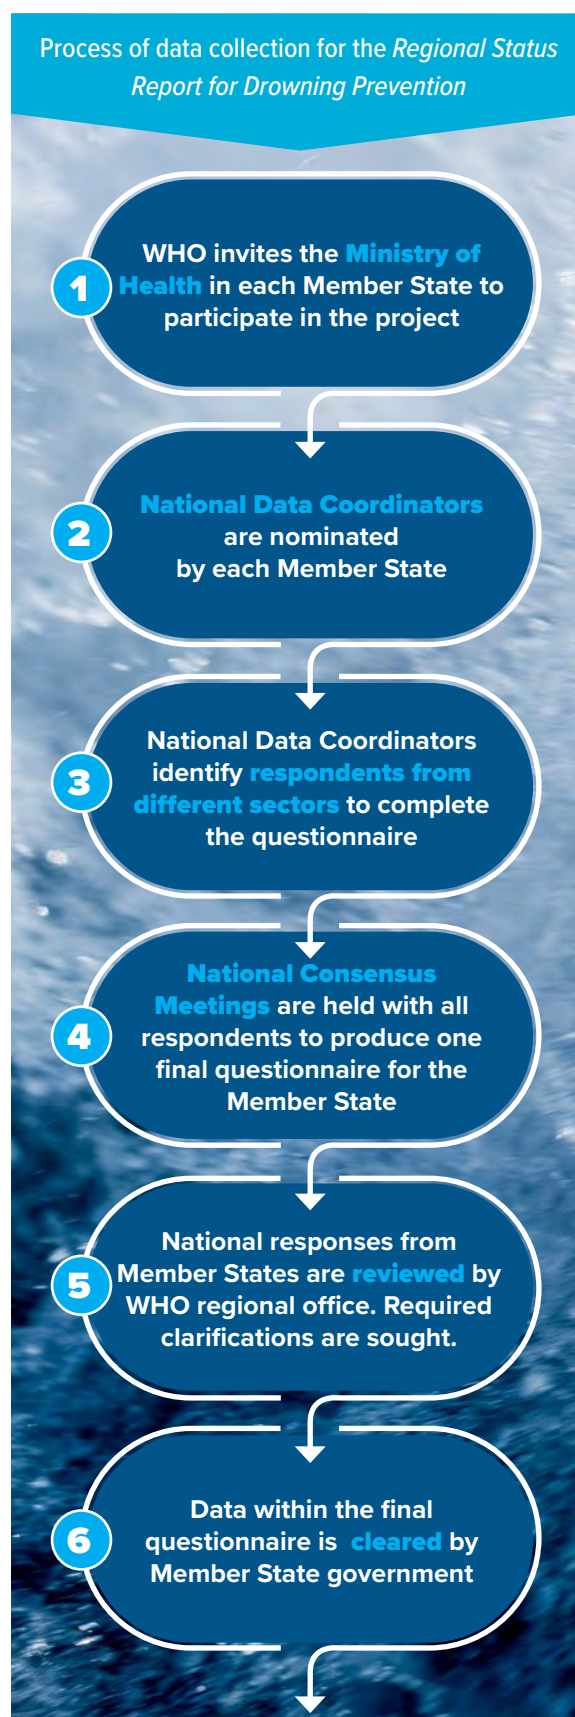 Process of data collection for the Regional Status
Report for Drowning Prevention
1
WHO invites the Ministry of
Health in each Member State to
participate in the project
2
National Data Coordinators
are nominated
by each Member State
3
National Data Coordinators
identify respondents from
different sectors to complete
the questionnaire
4
National Consensus
Meetings are held with all
respondents to produce one
final questionnaire for the
Member State
5
National responses from
Member States are reviewed by
WHO regional office. Required
clarifications are sought.
6
Data within the final
questionnaire is cleared by
Member State government